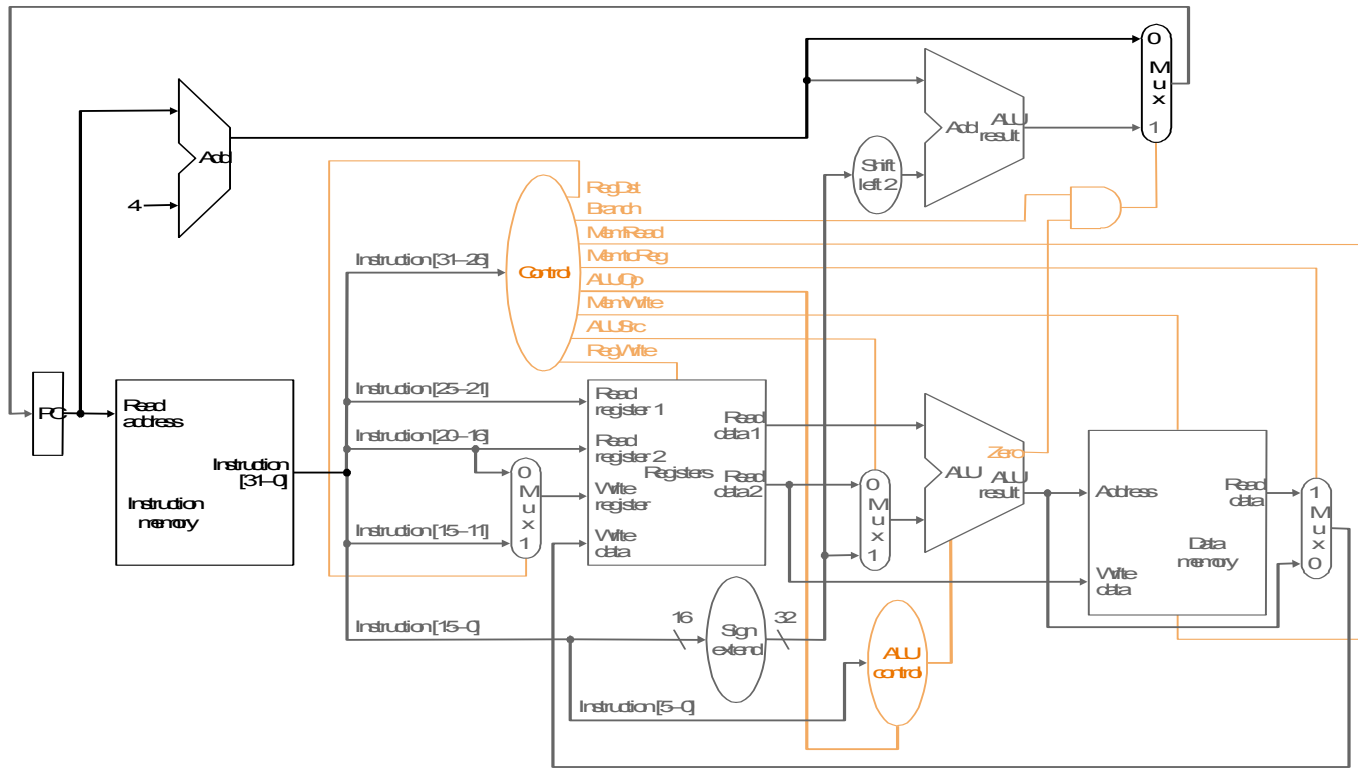 0
M
u
x
1
Add
ALU
result
Add
Shift
left 2
4
RegDst
Branch
MemRead
MemtoReg
ALUOp
MemWrite
ALUSrc
RegWrite
Control
Instruction [31–26]
Instruction [25–21]
Instruction [20–16]
Instruction [15–11]
Instruction [15–0]
Instruction [5–0]
PC
Read
address
Instruction
[31–0]
Instruction
memory
0
M
u
x
1
Read
register 1
Read
register 2
Write
register
Write
data
Registers
Read
data 1
Read
data 2
0
M
u
x
1
Zero
ALU
ALU
result
Address
Write
data
Read
data
Data
memory
1
M
u
x
0
16
Sign
extend
32
ALU
control